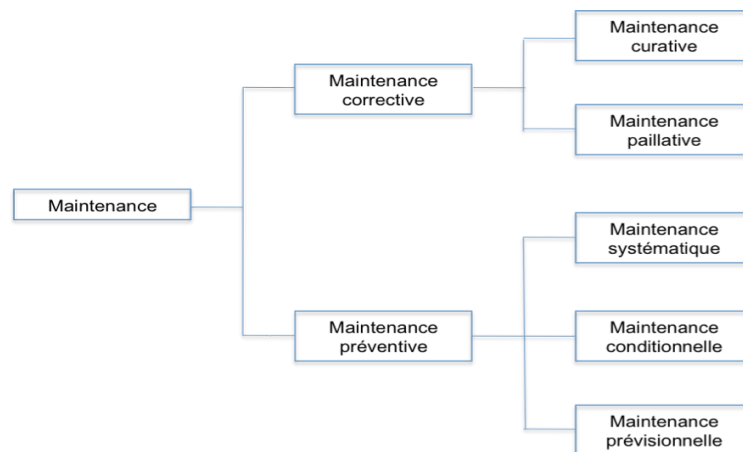 Maintenance
curative
Maintenance
corrective
Maintenance
paillative
Maintenance
Maintenance
systématique
Maintenance
préventive
Maintenance
conditionnelle
Maintenance
prévisionnelle